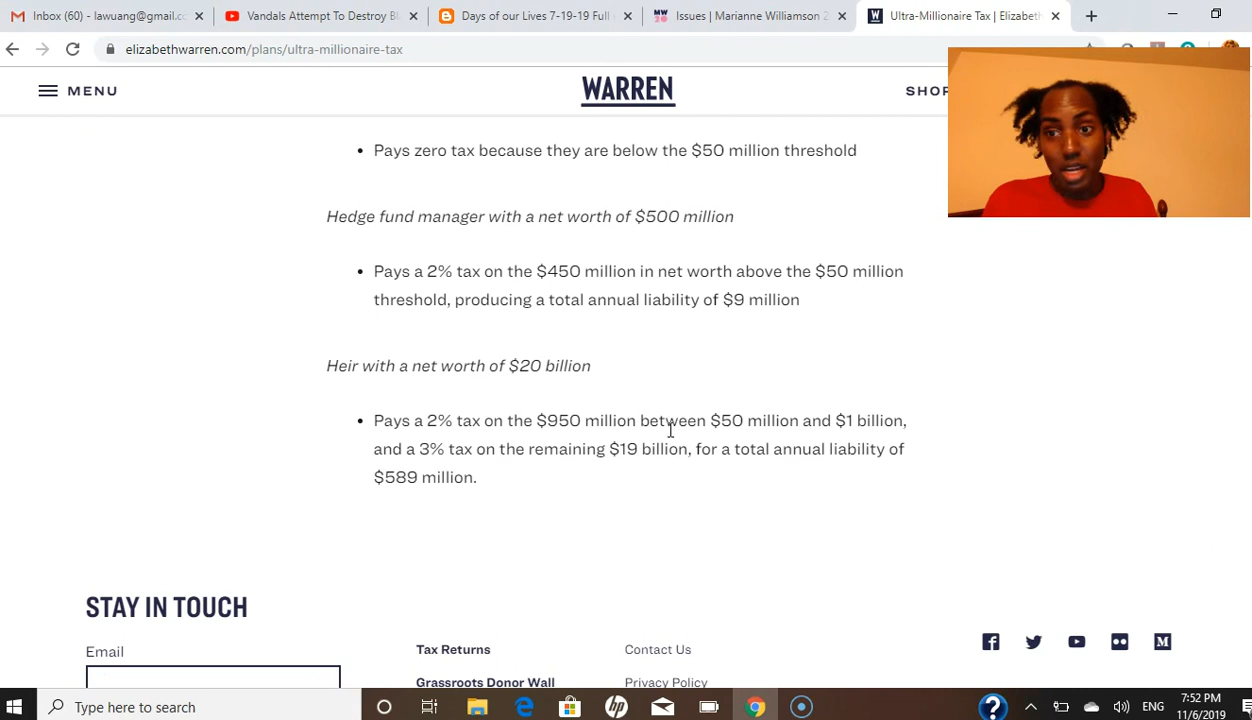 Inbox (60) - lawuang@gmail.c
Vandals Attempt To Destroy Bl
Days of our Lives 7-19-19 Full
MW20 Issues | Marianne Williamson 2
W Ultra-Millionaire Tax | Elizabeth
elizabethwarren.com/plans/ultra-millionaire-tax
MENU
WARREN
SHOP
• Pays zero tax because they are below the $50 million threshold
Hedge fund manager with a net worth of $500 million
• Pays a 2% tax on the $450 million in net worth above the $50 million
threshold, producing a total annual liability of $9 million
Heir with a net worth of $20 billion
• Pays a 2% tax on the $950 million between $50 million and $1 billion,
and a 3% tax on the remaining $19 billion, for a total annual liability of
$589 million.
STAY IN TOUCH
Email
Tax Returns
Contact Us
Grassroots Donor Wall
Privacy Policy
Type here to search
hp
ENG
7:52 PM
11/6/2019